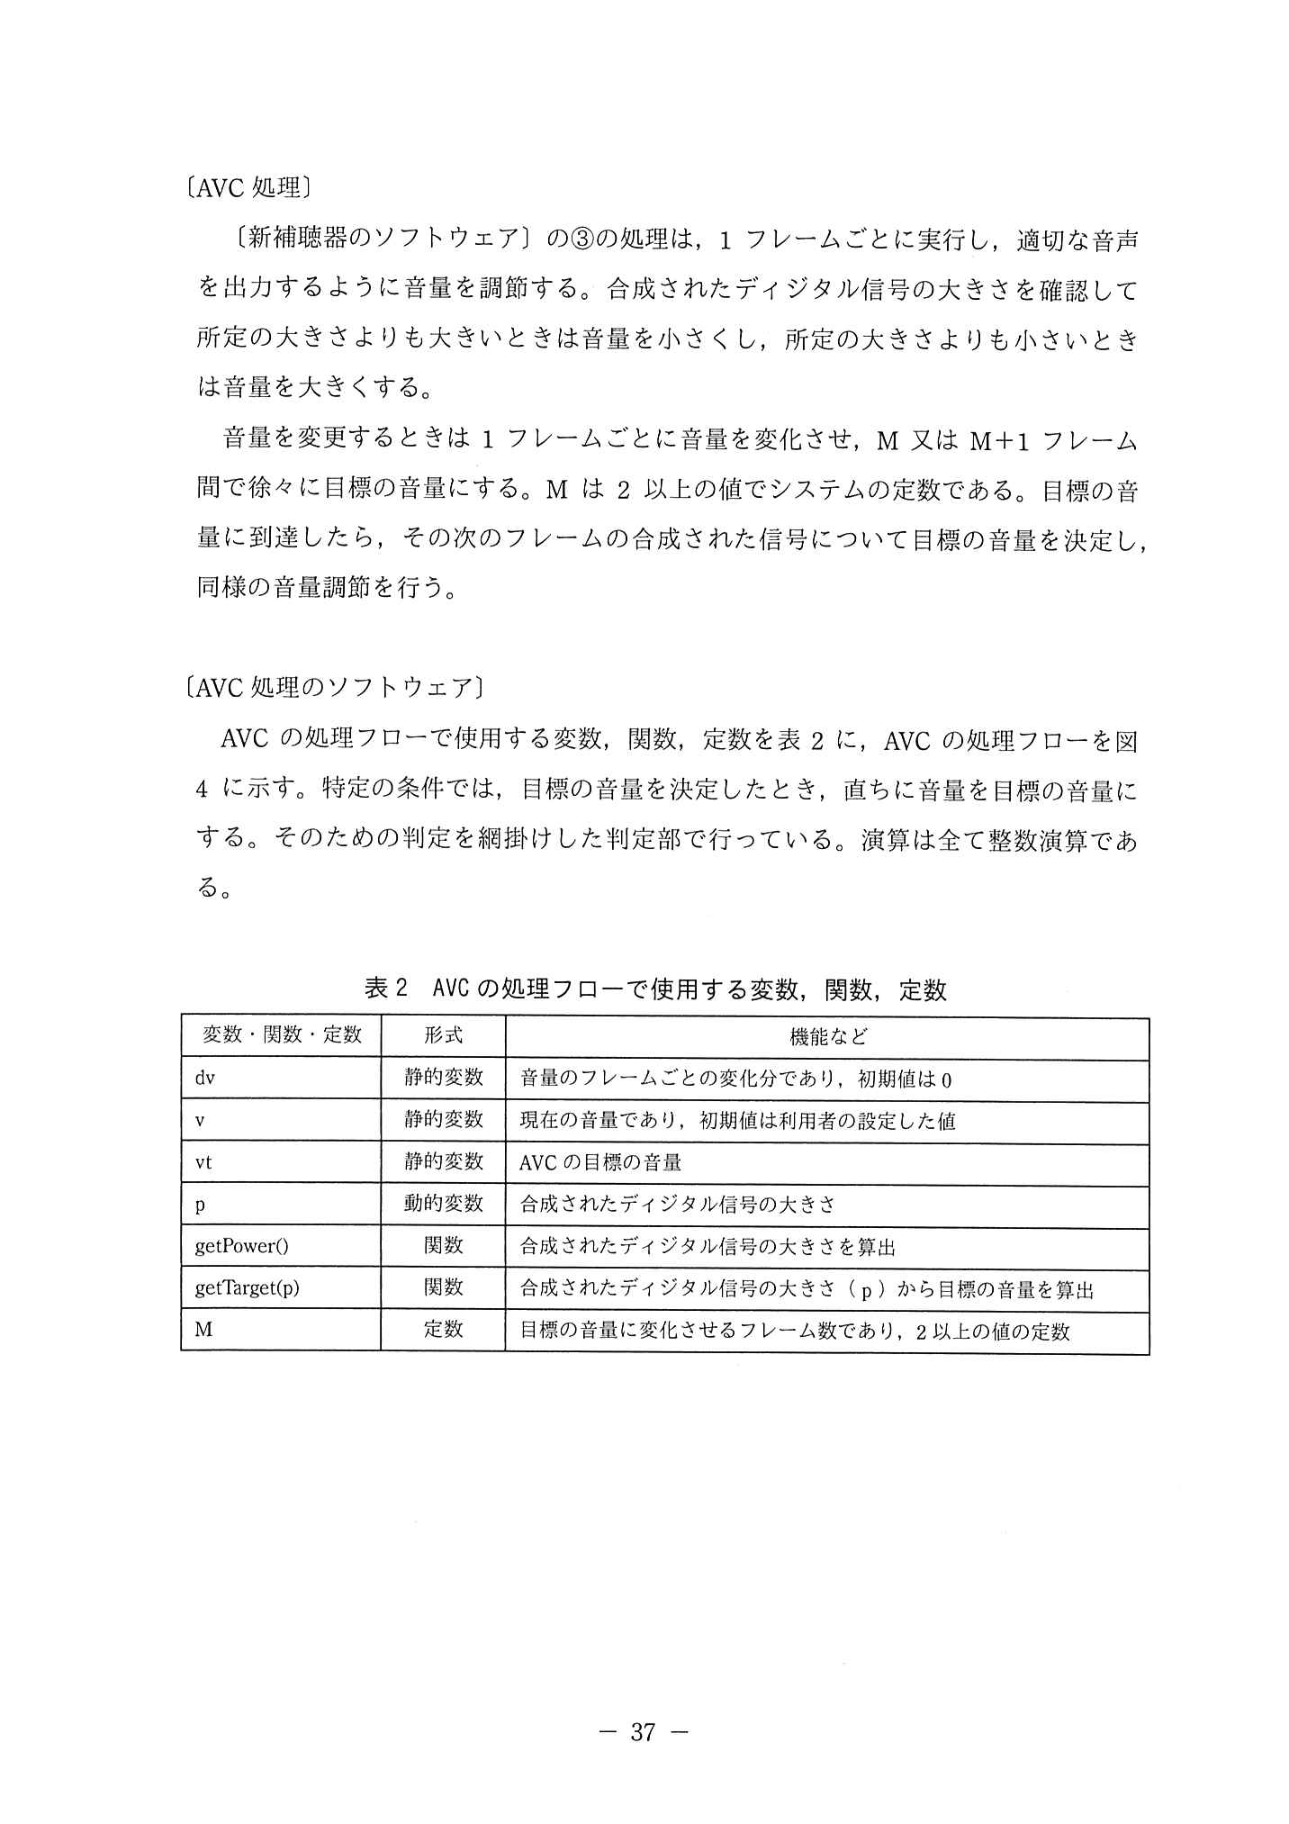 〔AVC 処理〕
〔新補聴器のソフトウェア〕の③の処理は，1 フレームごとに実行し，適切な音声
を出力するように音量を調節する。合成されたディジタル信号の大きさを確認して
所定の大きさよりも大きいときは音量を小さくし，所定の大きさよりも小さいとき
は音量を大きくする。
音量を変更するときは 1 フレームごとに音量を変化させ，M 又は M+1 フレーム
間で徐々に目標の音量にする。M は 2 以上の値でシステムの定数である。目標の音
量に到達したら，その次のフレームの合成された信号について目標の音量を決定し，
同様の音量調節を行う。
〔AVC 処理のソフトウェア〕
AVC の処理フローで使用する変数，関数，定数を表 2 に，AVC の処理フローを図
4 に示す。特定の条件では，目標の音量を決定したとき，直ちに音量を目標の音量に
する。そのための判定を網掛けした判定部で行っている。演算は全て整数演算であ
る。
表 2 AVC の処理フローで使用する変数，関数，定数
変数・関数・定数 形式 機能など
dv 静的変数 音量のフレームごとの変化分であり，初期値は 0
v 静的変数 現在の音量であり，初期値は利用者の設定した値
vt 静的変数 AVC の目標の音量
p 動的変数 合成されたディジタル信号の大きさ
getPower() 関数 合成されたディジタル信号の大きさを算出
getTarget(p) 関数 合成されたディジタル信号の大きさ（p）から目標の音量を算出
M 定数 目標の音量に変化させるフレーム数であり，2 以上の値の定数
－ 37 －